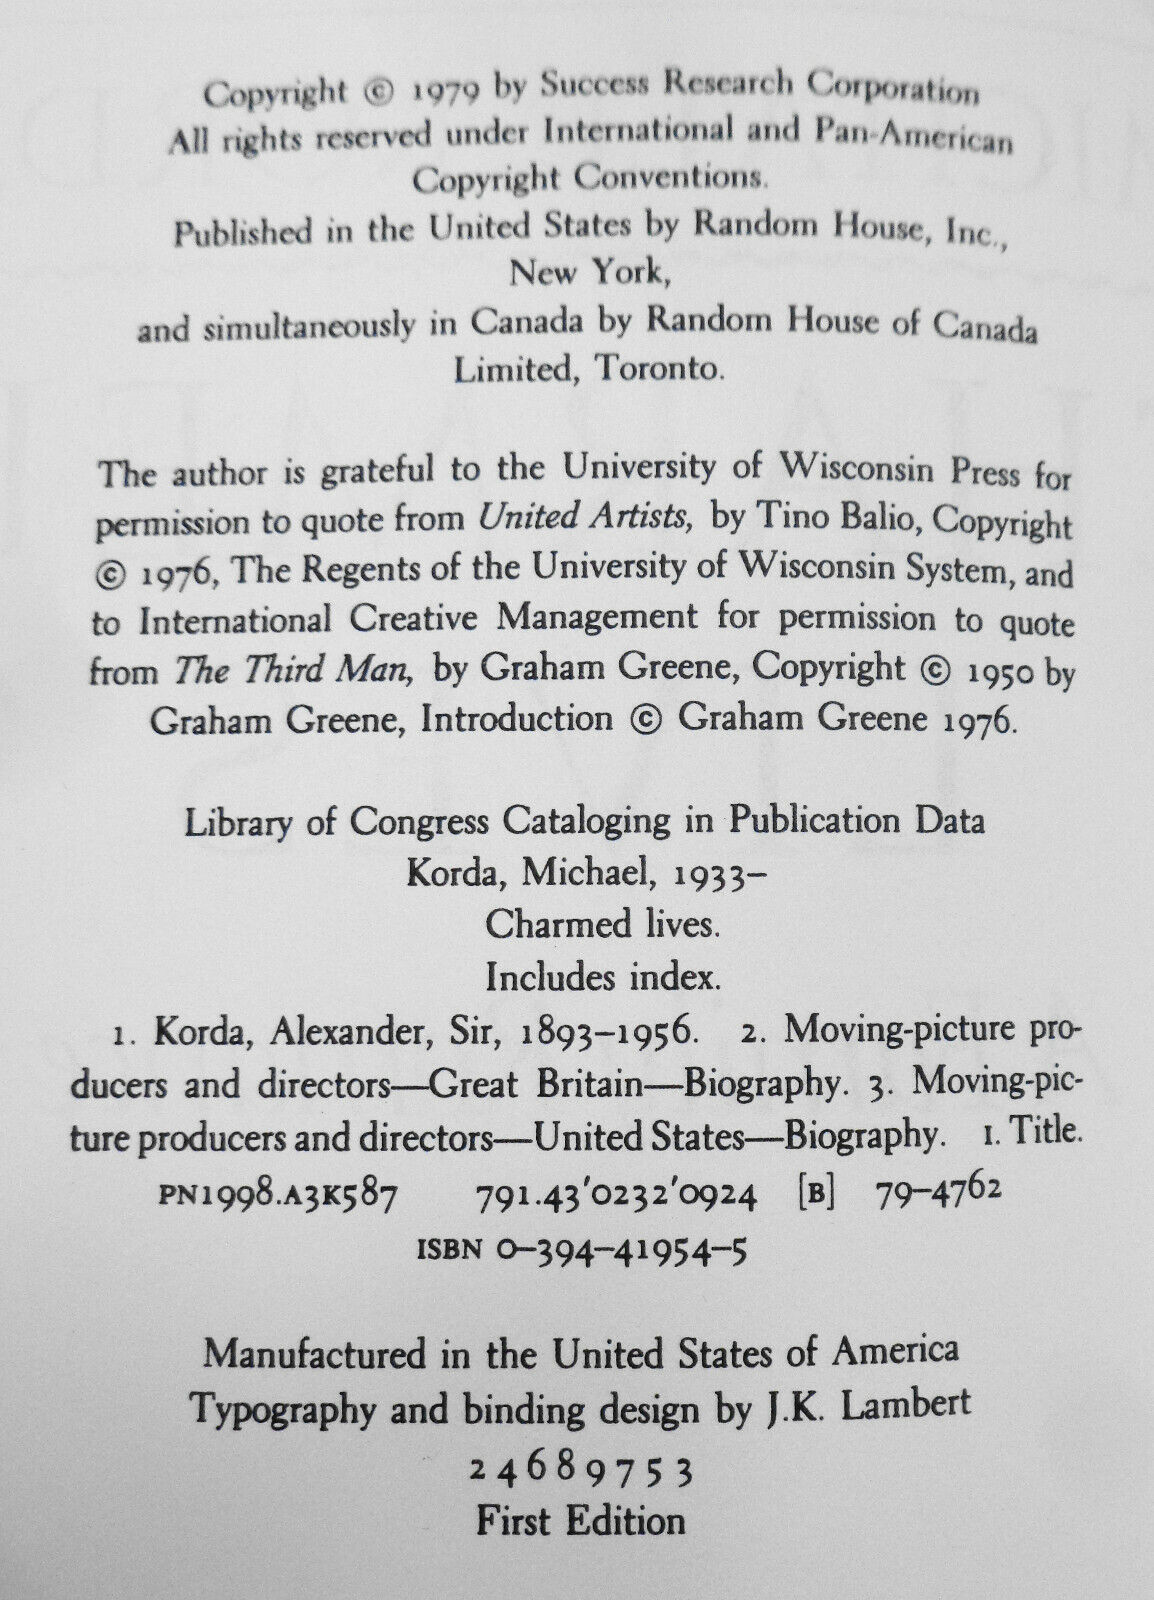 Copyright © 1979 by Success Research Corporation
All rights reserved under International and Pan-American
Copyright Conventions.
Published in the United States by Random House, Inc.,
New York,
and simultaneously in Canada by Random House of Canada
Limited, Toronto.
The author is grateful to the University of Wisconsin Press for
permission to quote from United Artists, by Tino Balio, Copyright
© 1976, The Regents of the University of Wisconsin System, and
to International Creative Management for permission to quote
from The Third Man, by Graham Greene, Copyright © 1950 by
Graham Greene, Introduction © Graham Greene 1976.
Library of Congress Cataloging in Publication Data
Korda, Michael, 1933–
Charmed lives.
Includes index.
1. Korda, Alexander, Sir, 1893–1956. 2. Moving-picture pro-
ducers and directors—Great Britain—Biography. 3. Moving-pic-
ture producers and directors—United States—Biography. I. Title.
PN1998.A3K587 791.43'0232'0924 [B] 79–4762
ISBN 0–394–41954–5
Manufactured in the United States of America
Typography and binding design by J.K. Lambert
2 4 6 8 9 7 5 3
First Edition